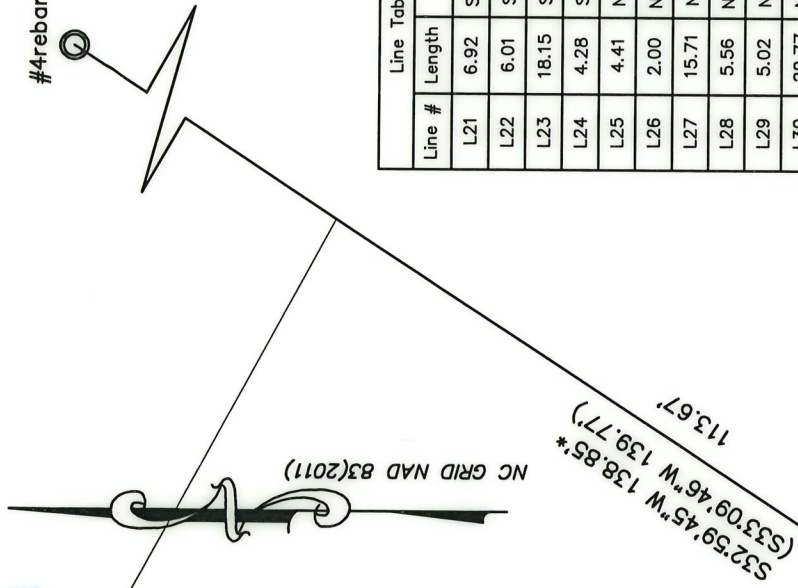 #4rebar
Line Tab
Line # Length
L21 6.92 S
L22 6.01 S
L23 18.15 S
L24 4.28 S
L25 4.41 N
L26 2.00 N
L27 15.71 N
L28 5.56 N
L29 5.02 N
L30
NC GRID NAD 83(2011)
N
S32°59'45"W 138.85'*
(S33°09'46"W 139.77')
113.67'